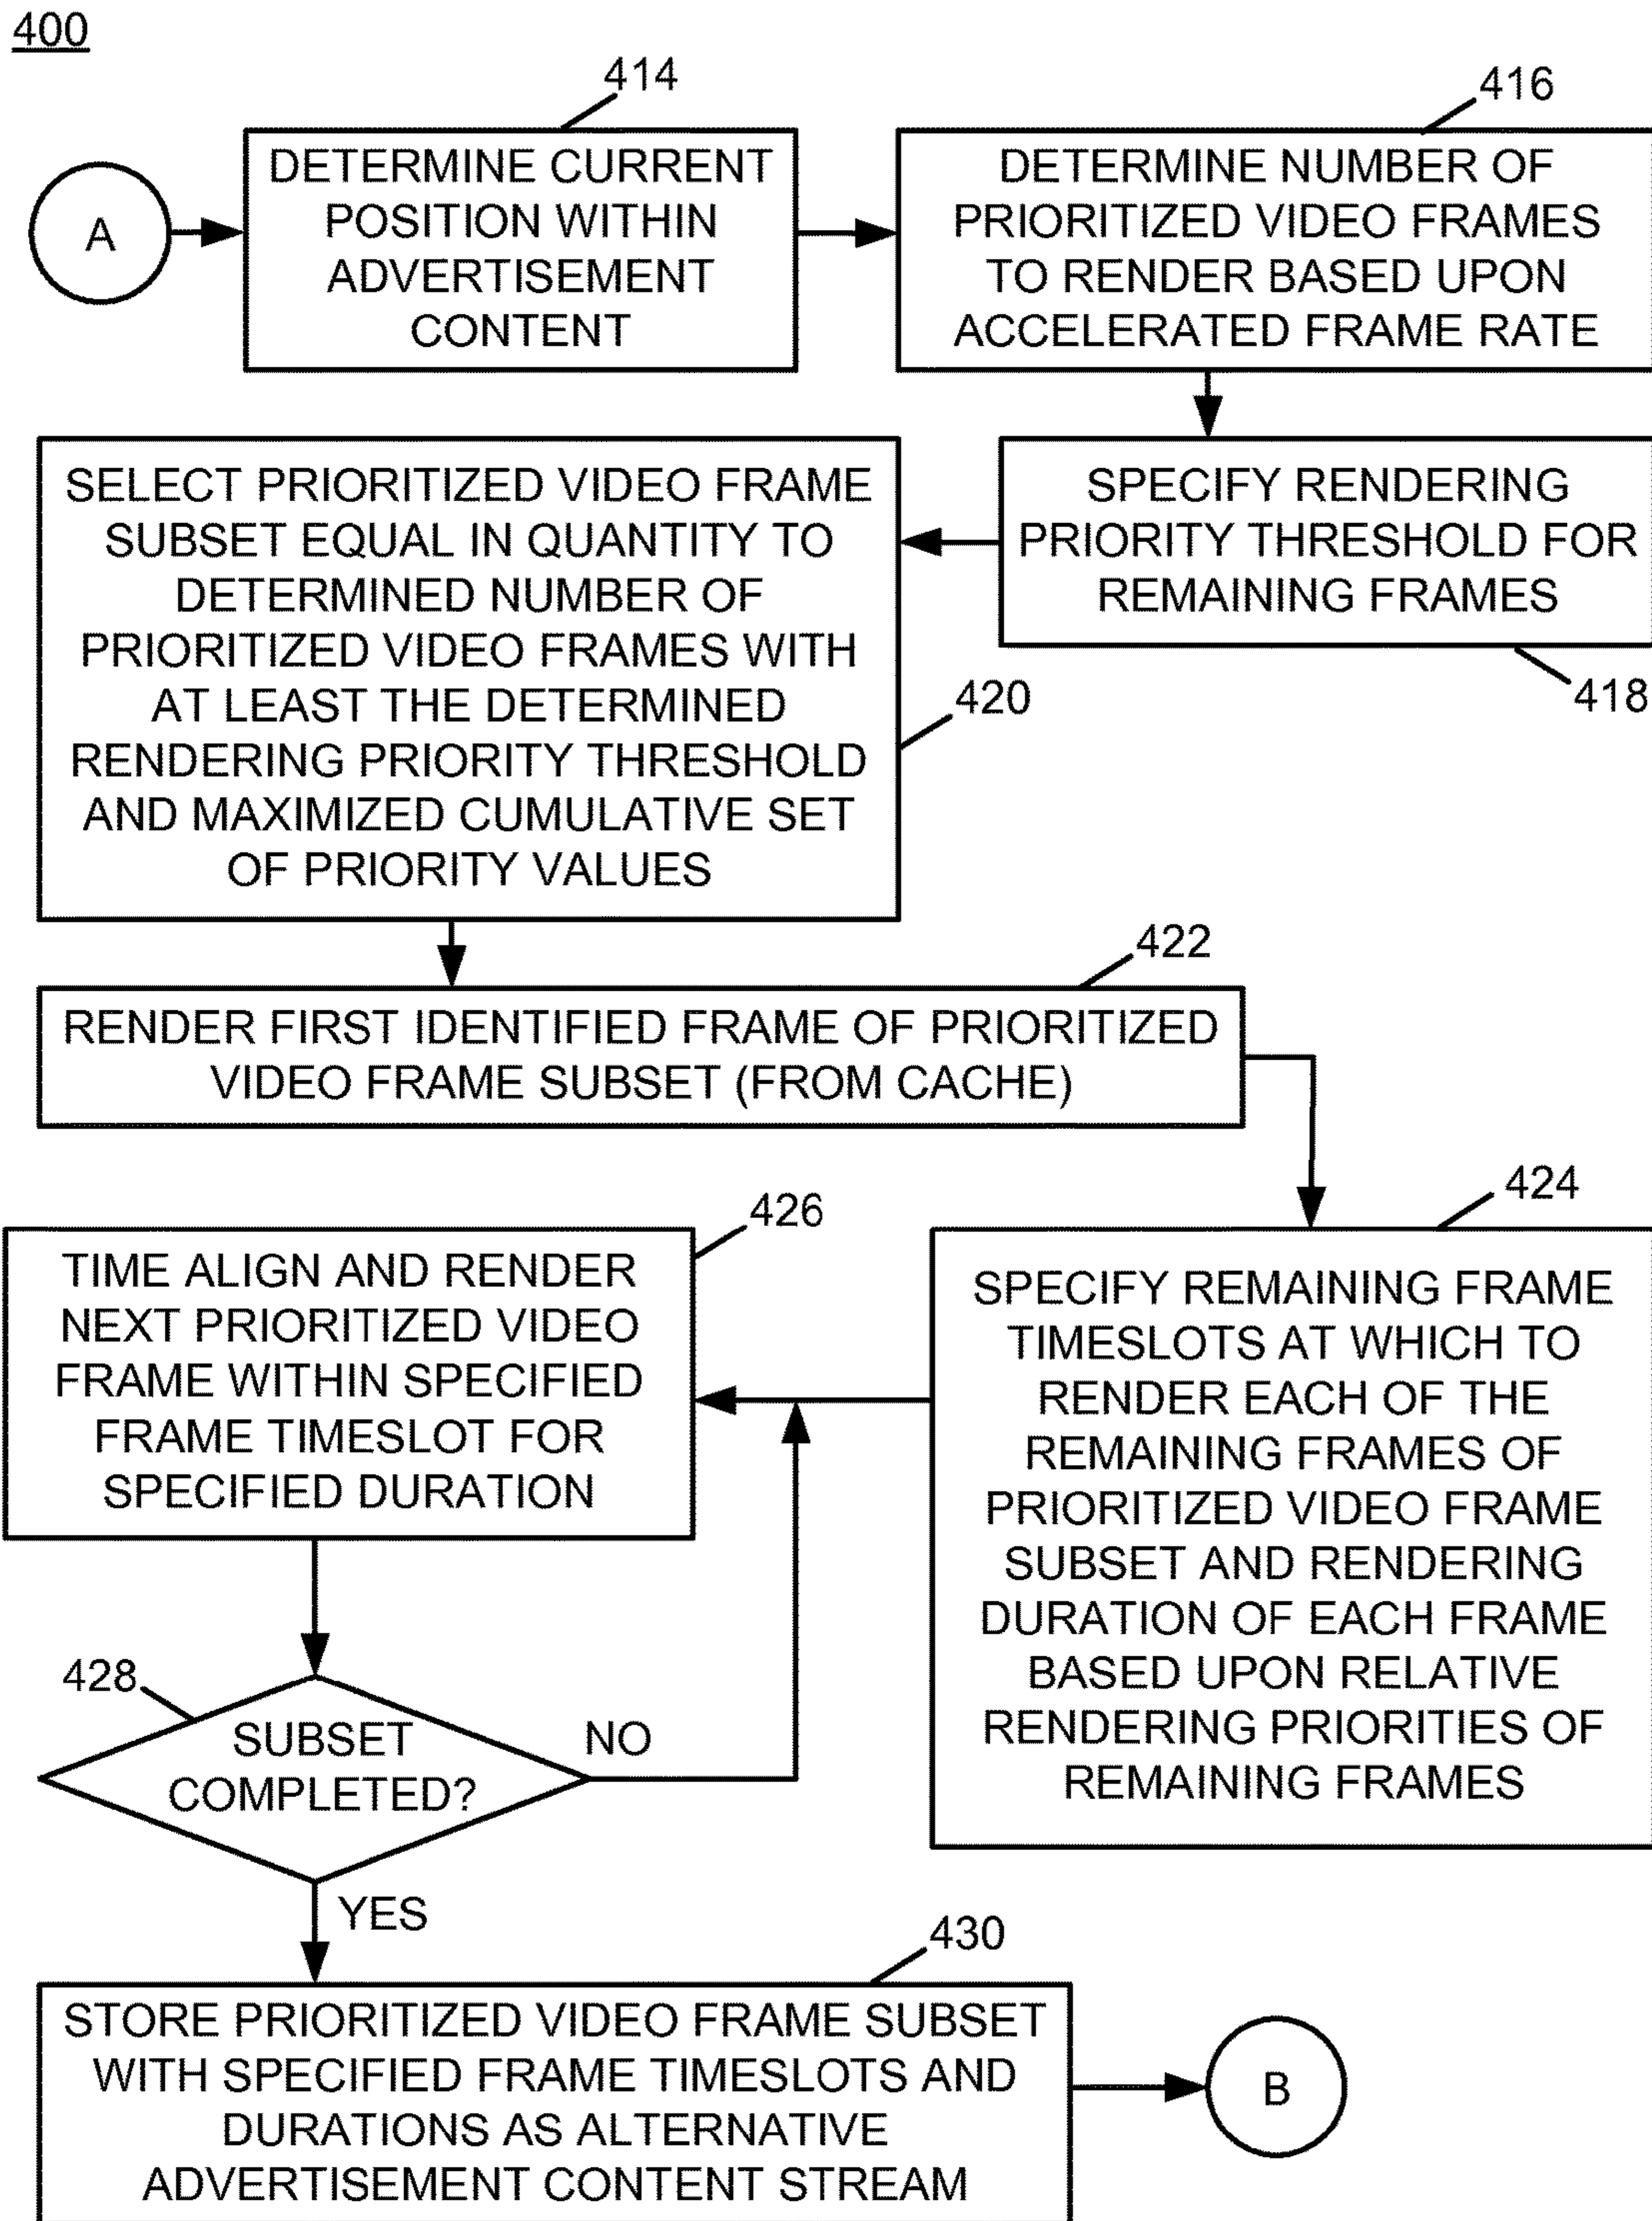 400
414
416
A
DETERMINE CURRENT
POSITION WITHIN
ADVERTISEMENT
CONTENT
DETERMINE NUMBER OF
PRIORITIZED VIDEO FRAMES
TO RENDER BASED UPON
ACCELERATED FRAME RATE
SPECIFY RENDERING
PRIORITY THRESHOLD FOR
REMAINING FRAMES
418
SELECT PRIORITIZED VIDEO FRAME
SUBSET EQUAL IN QUANTITY TO
DETERMINED NUMBER OF
PRIORITIZED VIDEO FRAMES WITH
AT LEAST THE DETERMINED
RENDERING PRIORITY THRESHOLD
AND MAXIMIZED CUMULATIVE SET
OF PRIORITY VALUES
420
422
RENDER FIRST IDENTIFIED FRAME OF PRIORITIZED
VIDEO FRAME SUBSET (FROM CACHE)
424
SPECIFY REMAINING FRAME
TIMESLOTS AT WHICH TO
RENDER EACH OF THE
REMAINING FRAMES OF
PRIORITIZED VIDEO FRAME
SUBSET AND RENDERING
DURATION OF EACH FRAME
BASED UPON RELATIVE
RENDERING PRIORITIES OF
REMAINING FRAMES
426
TIME ALIGN AND RENDER
NEXT PRIORITIZED VIDEO
FRAME WITHIN SPECIFIED
FRAME TIMESLOT FOR
SPECIFIED DURATION
428
SUBSET
COMPLETED?
NO
YES
430
STORE PRIORITIZED VIDEO FRAME SUBSET
WITH SPECIFIED FRAME TIMESLOTS AND
DURATIONS AS ALTERNATIVE
ADVERTISEMENT CONTENT STREAM
B